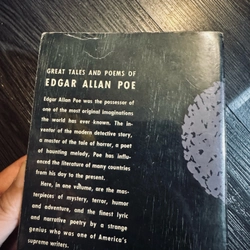 GREAT TALES AND POEMS OF
EDGAR ALLAN POE
Edgar Allan Poe was the possessor of
one of the most original imaginations
the world has ever known. The in-
ventor of the modern detective story,
a master of the tale of horror, a poet
of haunting melody, Poe has influ-
enced the literature of many countries
from his day to the present.
Here, in one volume, are the mas-
terpieces of mystery, terror, humor
and adventure, and the finest lyric
and narrative poetry by a strange
genius who was one of America's
supreme writers.